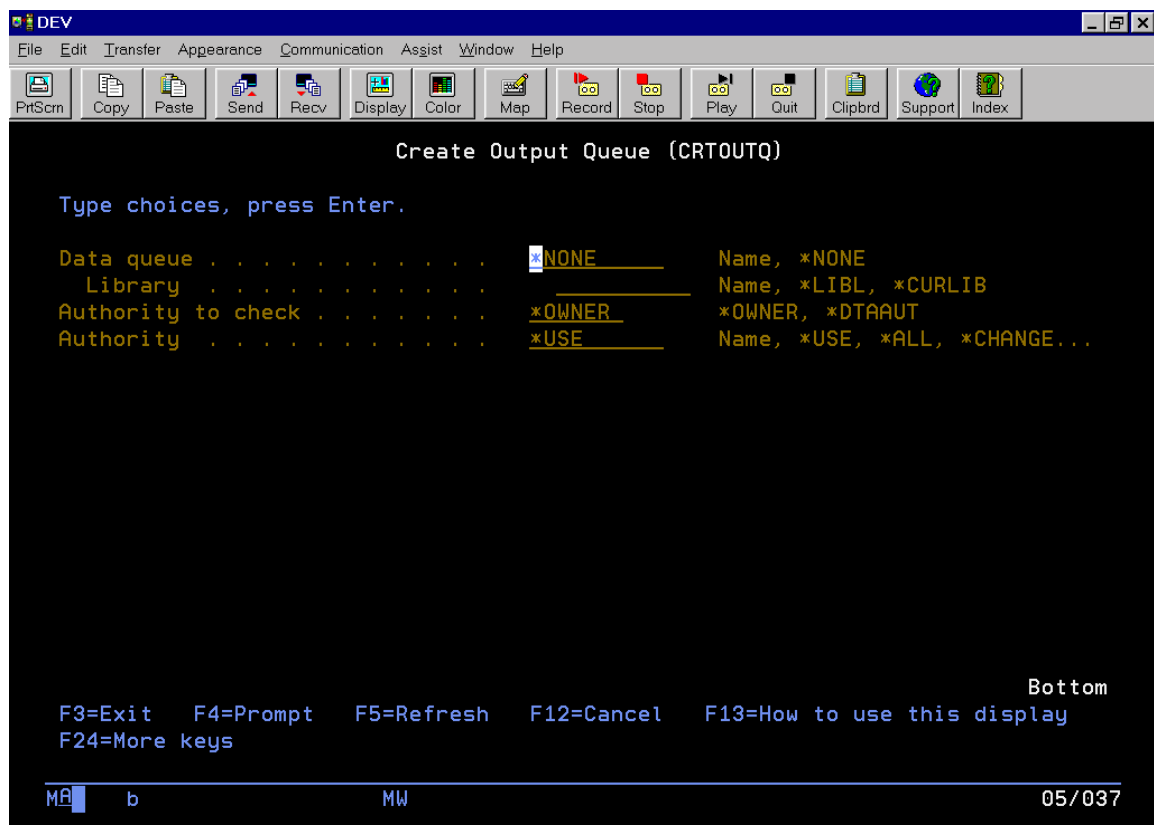 DEV
File Edit Transfer Appearance Communication Assist Window Help
PrtScrn Copy Paste Send Recv Display Color Map Record Stop Play Quit Clipbrd Support Index
Create Output Queue (CRTOUTQ)
Type choices, press Enter.
Data queue . . . . . . . . . . . *NONE Name, *NONE
Library . . . . . . . . . . . Name, *LIBL, *CURLIB
Authority to check . . . . . . . *OWNER *OWNER, *DTAAUT
Authority . . . . . . . . . . . *USE Name, *USE, *ALL, *CHANGE...
Bottom
F3=Exit F4=Prompt F5=Refresh F12=Cancel F13=How to use this display
F24=More keys
MA b MW 05/037